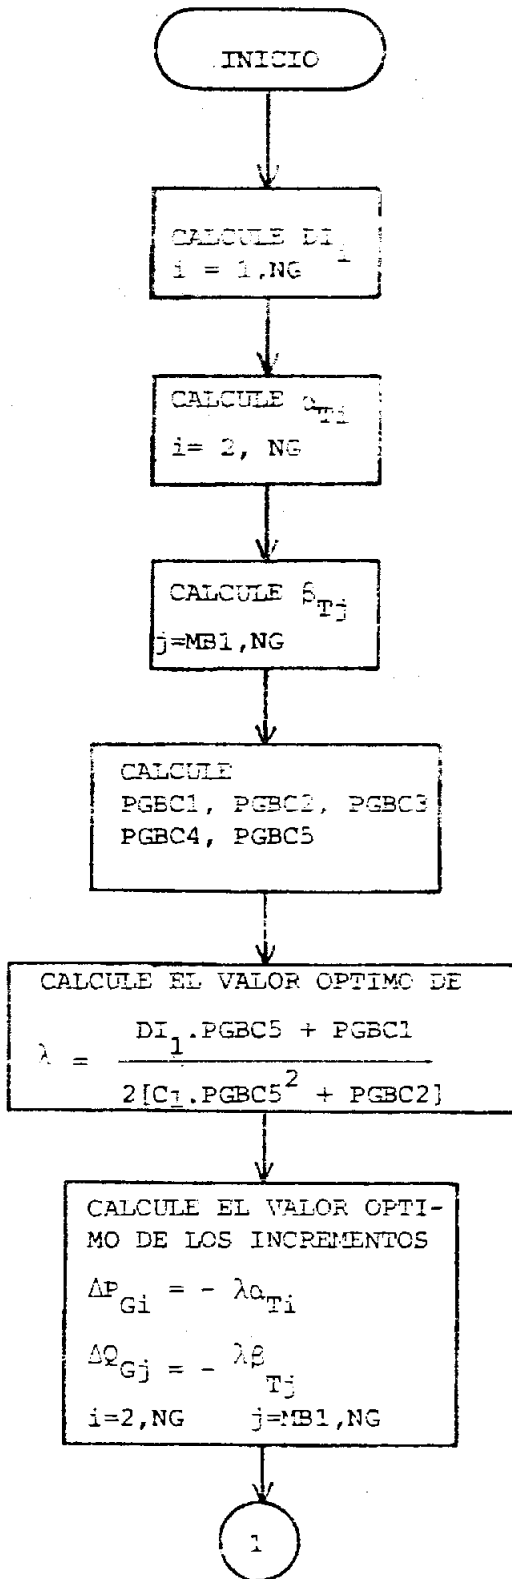 INICIO
CALCULE DI_i
i = 1,NG
CALCULE α_Ti
i= 2, NG
CALCULE β_Tj
j=MB1,NG
CALCULE
PGBC1, PGBC2, PGBC3
PGBC4, PGBC5
CALCULE EL VALOR OPTIMO DE
λ = DI_1.PGBC5 + PGBC1
2[C1.PGBC5^2 + PGBC2]
CALCULE EL VALOR OPTI-
MO DE LOS INCREMENTOS
ΔP_Gi = - λα_Ti
ΔQ_Gj = - λβ_Tj
i=2,NG j=MB1,NG
1